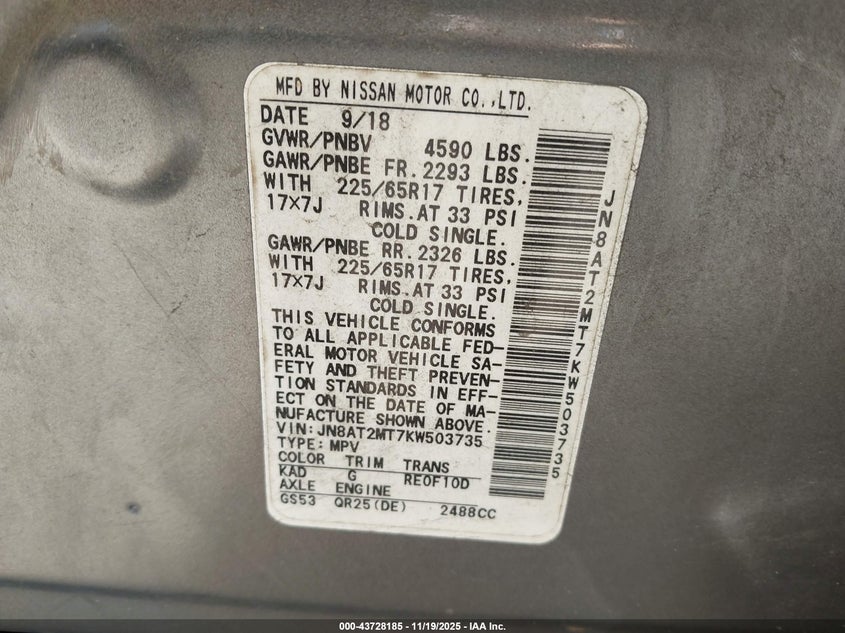 MFD BY NISSAN MOTOR CO.,LTD.
DATE 9/18
GVWR/PNBV 4590 LBS.
GAWR/PNBE FR. 2293 LBS.
WITH 225/65R17 TIRES,
17×7J RIMS.AT 33 PSI
COLD SINGLE.
GAWR/PNBE RR. 2326 LBS.
WITH 225/65R17 TIRES,
17×7J RIMS.AT 33 PSI
COLD SINGLE.
THIS VEHICLE CONFORMS
TO ALL APPLICABLE FED-
ERAL MOTOR VEHICLE SA-
FETY AND THEFT PREVEN-
TION STANDARDS IN EFF-
ECT ON THE DATE OF MA-
NUFACTURE SHOWN ABOVE.
VIN:JN8AT2MT7KW503735
TYPE:MPV
COLOR TRIM TRANS
KAD G RE0F10D
AXLE ENGINE
GS53 QR25(DE) 2488CC
JN8AT2MT7KW503735
000-43728185 - 11/19/2025 - IAA Inc.